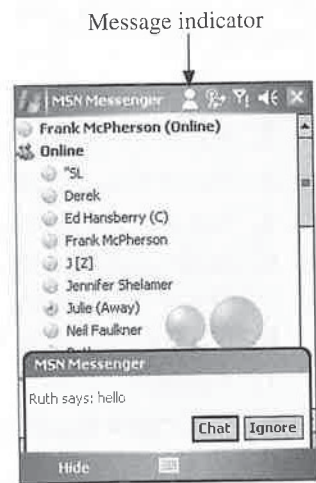 Message indicator
MSN Messenger
Frank McPherson (Online)
Online
"SL
Derek
Ed Hansberry (C)
Frank McPherson
J [Z]
Jennifer Shelamer
Julie (Away)
Neil Faulkner
MSN Messenger
Ruth says: hello
Chat Ignore
Hide